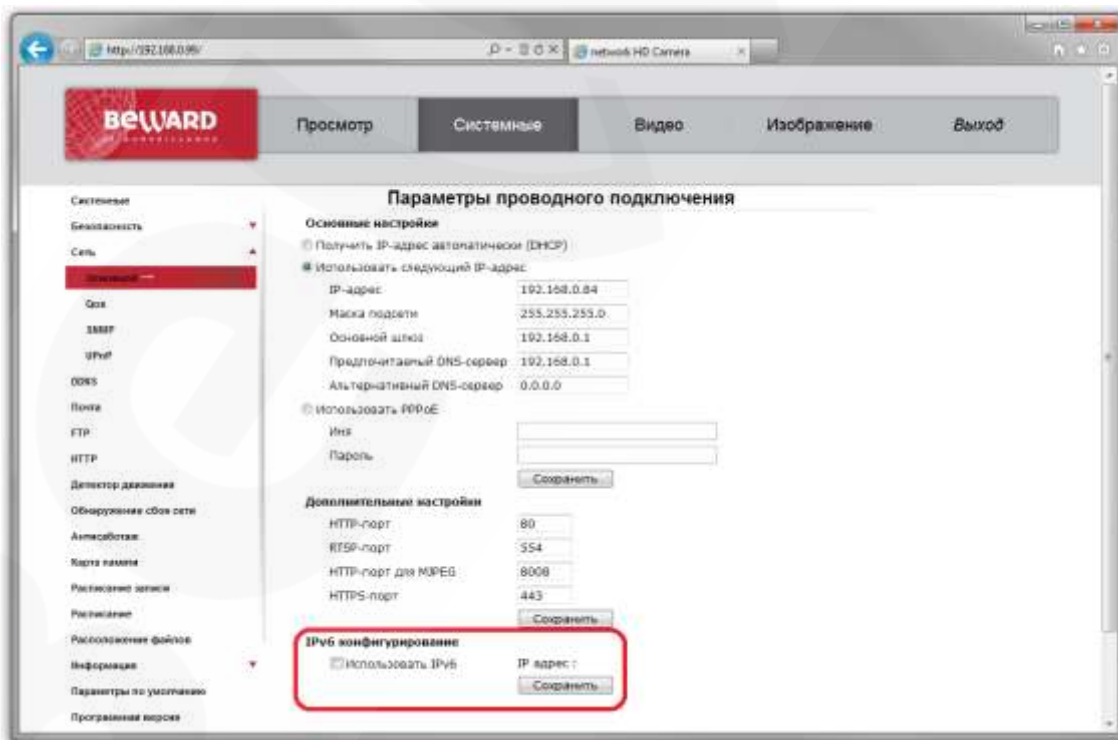 http://192.168.0.99/
network HD Camera
BEWARD
Просмотр
Системные
Видео
Изображение
Выход
Системные
Безопасность
Сеть
Основной
Qos
SNMP
UPnP
DDNS
Почта
FTP
HTTP
Детектор движения
Обнаружение сбоя сети
Антисаботаж
Карта памяти
Расписание записи
Расписание
Расположение файлов
Информация
Параметры по умолчанию
Программная версия
Параметры проводного подключения
Основные настройки
Получить IP-адрес автоматически (DHCP)
Использовать следующий IP-адрес
IP-адрес 192.168.0.84
Маска подсети 255.255.255.0
Основной шлюз 192.168.0.1
Предпочитаемый DNS-сервер 192.168.0.1
Альтернативный DNS-сервер 0.0.0.0
Использовать PPPoE
Имя
Пароль
Сохранить
Дополнительные настройки
HTTP-порт 80
RTSP-порт 554
HTTP-порт для MJPEG 8008
HTTPS-порт 443
Сохранить
IPv6 конфигурирование
Использовать IPv6 IP адрес :
Сохранить